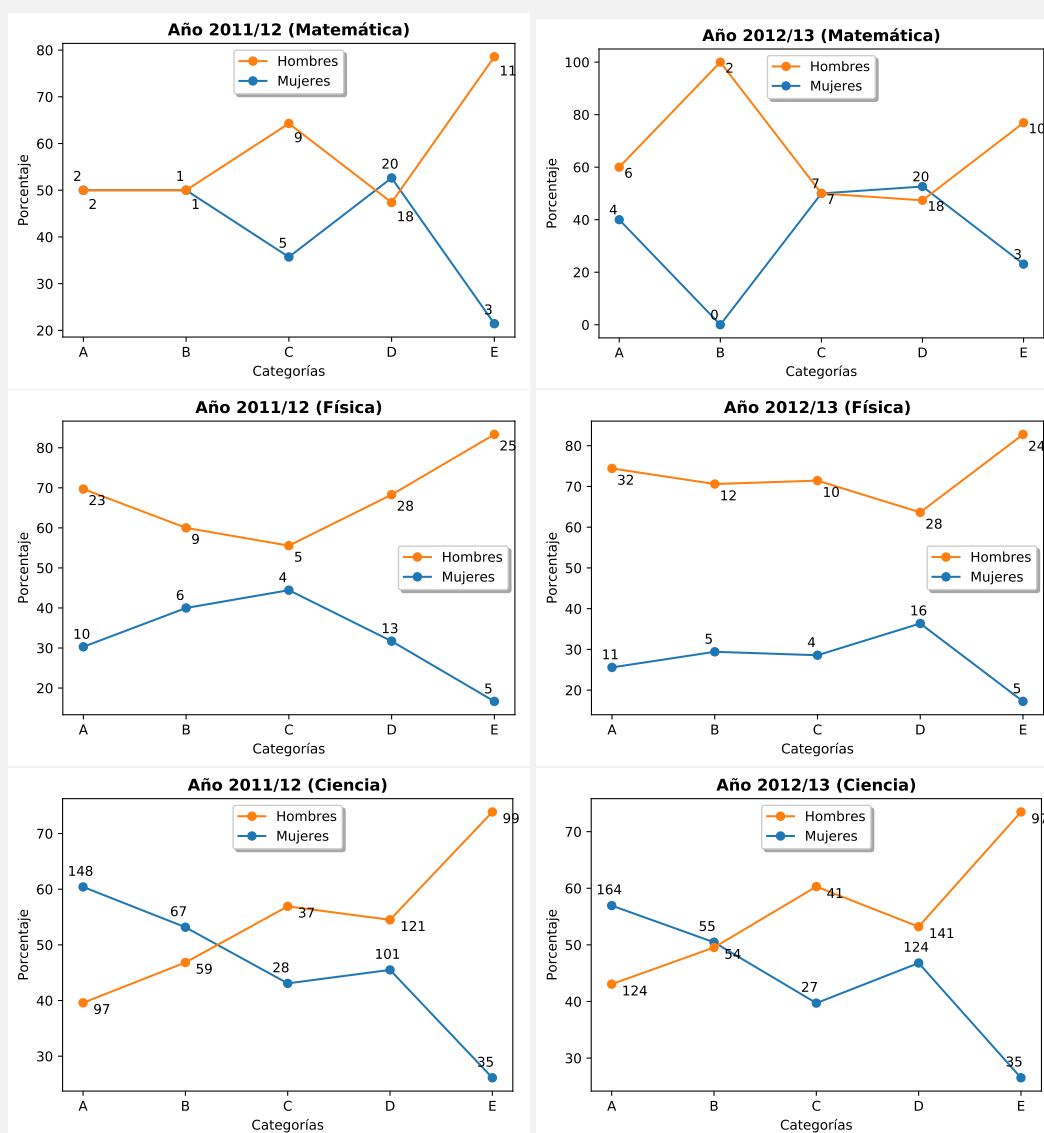 Año 2011/12 (Matemática)
Hombres
Mujeres
Porcentaje
80
70
60
50
40
30
20
2
2
1
1
9
5
20
18
11
3
A B C D E
Categorías
Año 2012/13 (Matemática)
Hombres
Mujeres
Porcentaje
100
80
60
40
20
0
6
4
2
0
7
7
20
18
10
3
A B C D E
Categorías
Año 2011/12 (Física)
Hombres
Mujeres
Porcentaje
80
70
60
50
40
30
20
23
10
9
6
5
4
28
13
25
5
A B C D E
Categorías
Año 2012/13 (Física)
Hombres
Mujeres
Porcentaje
80
70
60
50
40
30
20
32
11
12
5
10
4
28
16
24
5
A B C D E
Categorías
Año 2011/12 (Ciencia)
Hombres
Mujeres
Porcentaje
70
60
50
40
30
148
97
67
59
37
28
121
101
99
35
A B C D E
Categorías
Año 2012/13 (Ciencia)
Hombres
Mujeres
Porcentaje
70
60
50
40
30
164
124
55
54
41
27
141
124
97
35
A B C D E
Categorías